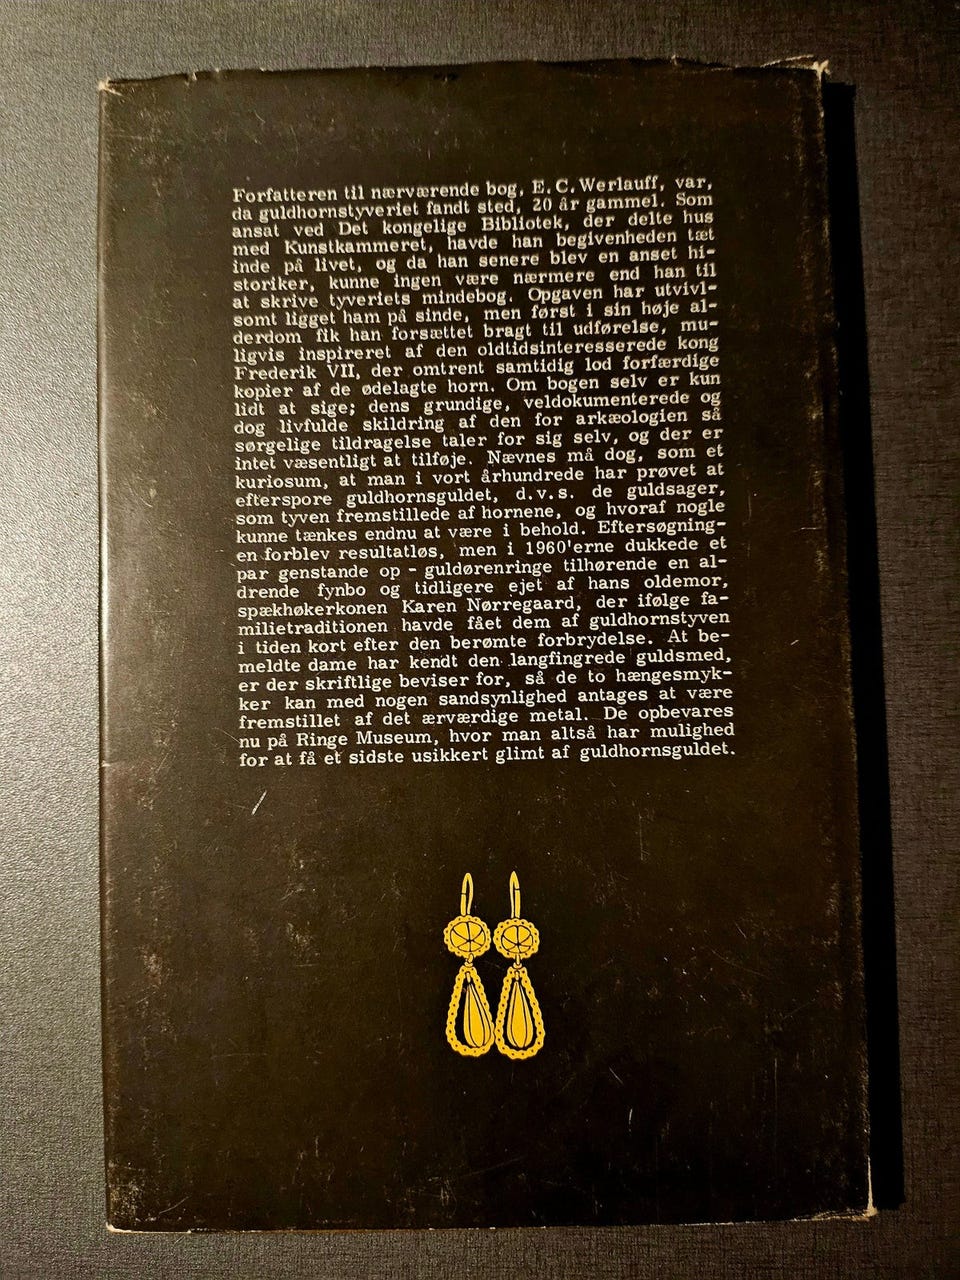 Forfatteren til nærværende bog, E.C.Werlauff, var,
da guldhornstyveriet fandt sted, 20 år gammel. Som
ansat ved Det kongelige Bibliotek, der delte hus
med Kunstkammeret, havde han begivenheden tæt
inde på livet, og da han senere blev en anset hi-
storiker, kunne ingen være nærmere end han til
at skrive tyveriets mindebog. Opgaven har utvivl-
somt ligget ham på sinde, men først i sin høje al-
derdom fik han forsættet bragt til udførelse, mu-
ligvis inspireret af den oldtidsinteresserede kong
Frederik VII, der omtrent samtidig lod forfærdige
kopier af de ødelagte horn. Om bogen selv er kun
lidt at sige; dens grundige, veldokumenterede og
dog livfulde skildring af den for arkæologien så
sørgelige tildragelse taler for sig selv, og der er
intet væsentligt at tilføje. Nævnes må dog, som et
kuriosum, at man i vort århundrede har prøvet at
efterspore guldhornsguldet, d.v.s. de guldsager,
som tyven fremstillede af hornene, og hvoraf nogle
kunne tænkes endnu at være i behold. Eftersøgning-
en forblev resultatløs, men i 1960'erne dukkede et
par genstande op - guldørenringe tilhørende en al-
drende fynbo og tidligere ejet af hans oldemor,
spækhøkerkonen Karen Nørregaard, der ifølge fa-
milietraditionen havde fået dem af guldhornstyven
i tiden kort efter den berømte forbrydelse. At be-
meldte dame har kendt den langfingrede guldsmed,
er der skriftlige beviser for, så de to hængesmyk-
ker kan med nogen sandsynlighed antages at være
fremstillet af det ærværdige metal. De opbevares
nu på Ringe Museum, hvor man altså har mulighed
for at få et sidste usikkert glimt af guldhornsguldet.